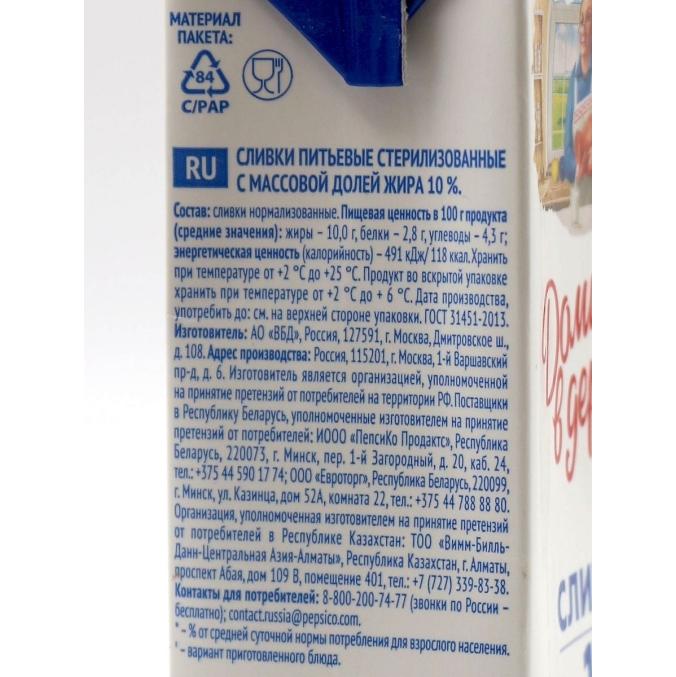 МАТЕРИАЛ
ПАКЕТА:
84
C/PAP
RU
СЛИВКИ ПИТЬЕВЫЕ СТЕРИЛИЗОВАННЫЕ
С МАССОВОЙ ДОЛЕЙ ЖИРА 10 %.
Состав: сливки нормализованные. Пищевая ценность в 100 г продукта
(средние значения): жиры – 10,0 г, белки – 2,8 г, углеводы – 4,3 г;
энергетическая ценность (калорийность) – 491 кДж/ 118 ккал. Хранить
при температуре от +2 °С до +25 °С. Продукт во вскрытой упаковке
хранить при температуре от +2 °С до + 6 °С. Дата производства,
употребить до: см. на верхней стороне упаковки. ГОСТ 31451-2013.
Изготовитель: АО «ВБД», Россия, 127591, г. Москва, Дмитровское ш.,
д. 108. Адрес производства: Россия, 115201, г. Москва, 1-й Варшавский
пр-д, д. 6. Изготовитель является организацией, уполномоченной
на принятие претензий от потребителей на территории РФ. Поставщики
в Республику Беларусь, уполномоченные изготовителем на принятие
претензий от потребителей: ИООО «ПепсиКо Продактс», Республика
Беларусь, 220073, г. Минск, пер. 1-й Загородный, д. 20, каб. 24,
тел.: +375 44 590 17 74; ООО «Евроторг», Республика Беларусь, 220099,
г. Минск, ул. Казинца, дом 52А, комната 22, тел.: +375 44 788 88 80.
Организация, уполномоченная изготовителем на принятие претензий
от потребителей в Республике Казахстан: ТОО «Вимм-Билль-
Данн-Центральная Азия-Алматы», Республика Казахстан, г. Алматы,
проспект Абая, дом 109 В, помещение 401, тел.: +7 (727) 339-83-38.
Контакты для потребителей: 8-800-200-74-77 (звонки по России –
бесплатно); contact.russia@pepsico.com
* – % от средней суточной нормы потребления для взрослого населения.
* – вариант приготовленного блюда.